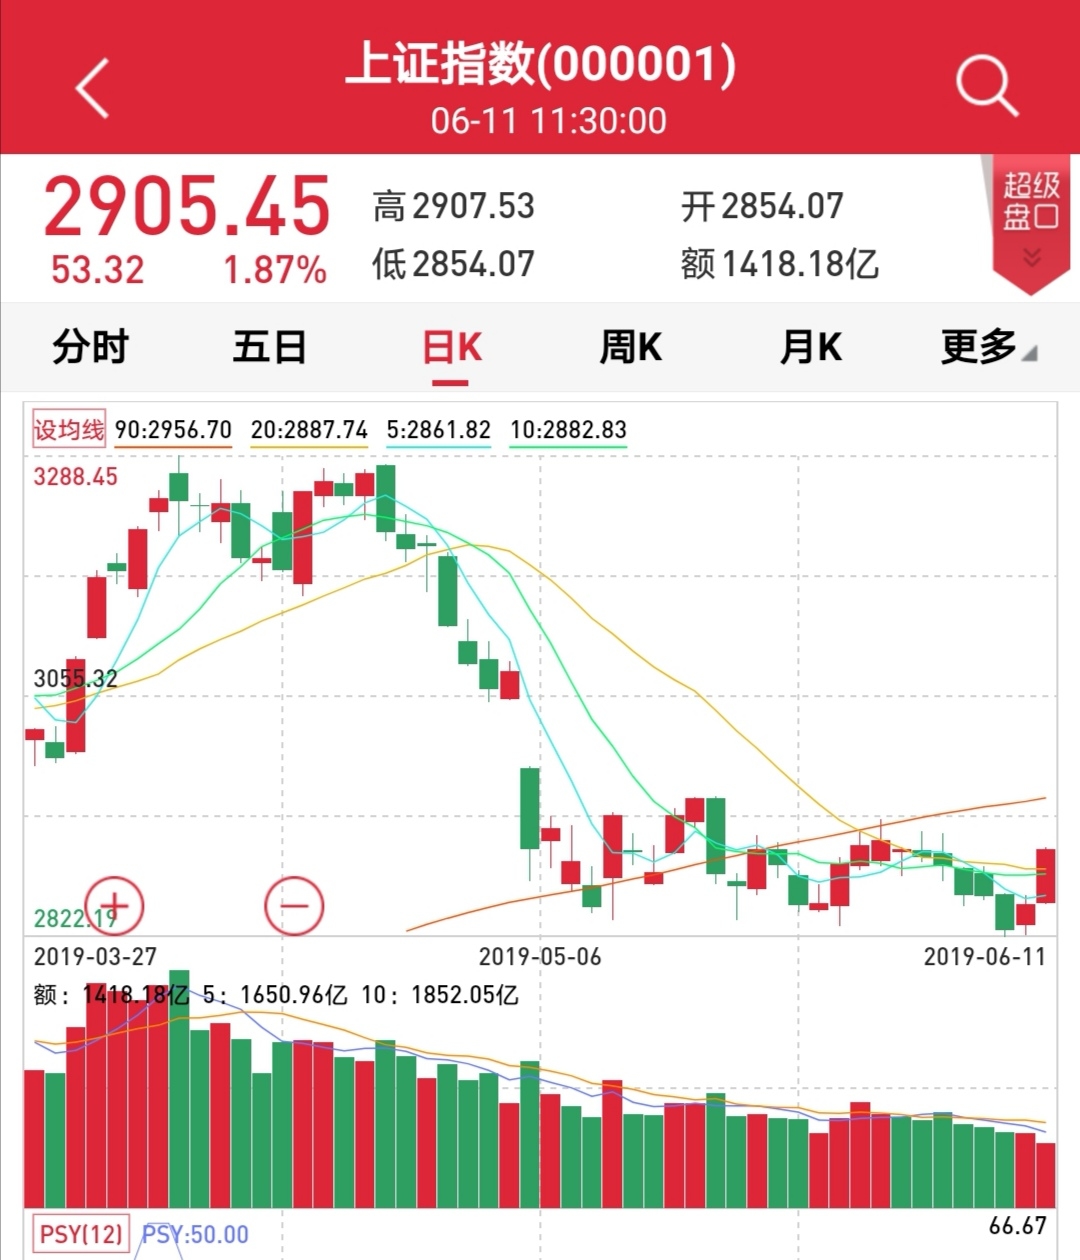 上证指数(000001)
06-11 11:30:00
2905.45
53.32 1.87%
高2907.53 开2854.07
低2854.07 额1418.18亿
超级
盘口
分时 五日 日K 周K 月K 更多
设均线 90:2956.70 20:2887.74 5:2861.82 10:2882.83
3288.45
3055.32
2822.19
2019-03-27 2019-05-06 2019-06-11
额: 1418.18亿 5: 1650.96亿 10: 1852.05亿
PSY(12) PSY:50.00 66.67